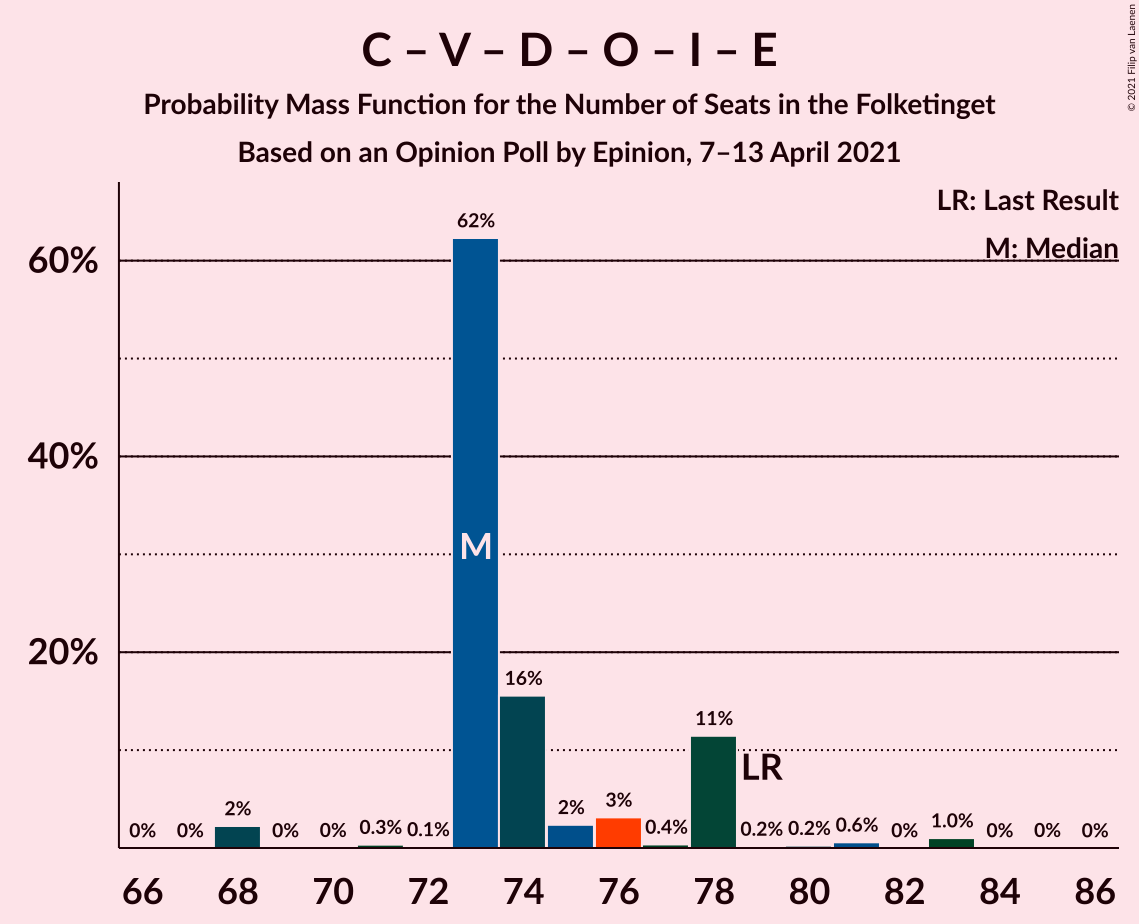 C – V – D – O – I – E
Probability Mass Function for the Number of Seats in the Folketinget
Based on an Opinion Poll by Epinion, 7–13 April 2021
© 2021 Filip van Laenen
LR: Last Result
M: Median
60%
40%
20%
0%
0%
2%
0%
0%
0.3%
0.1%
62%
M
16%
2%
3%
0.4%
11%
LR
0.2%
0.2%
0.6%
0%
1.0%
0%
0%
0%
66 68 70 72 74 76 78 80 82 84 86